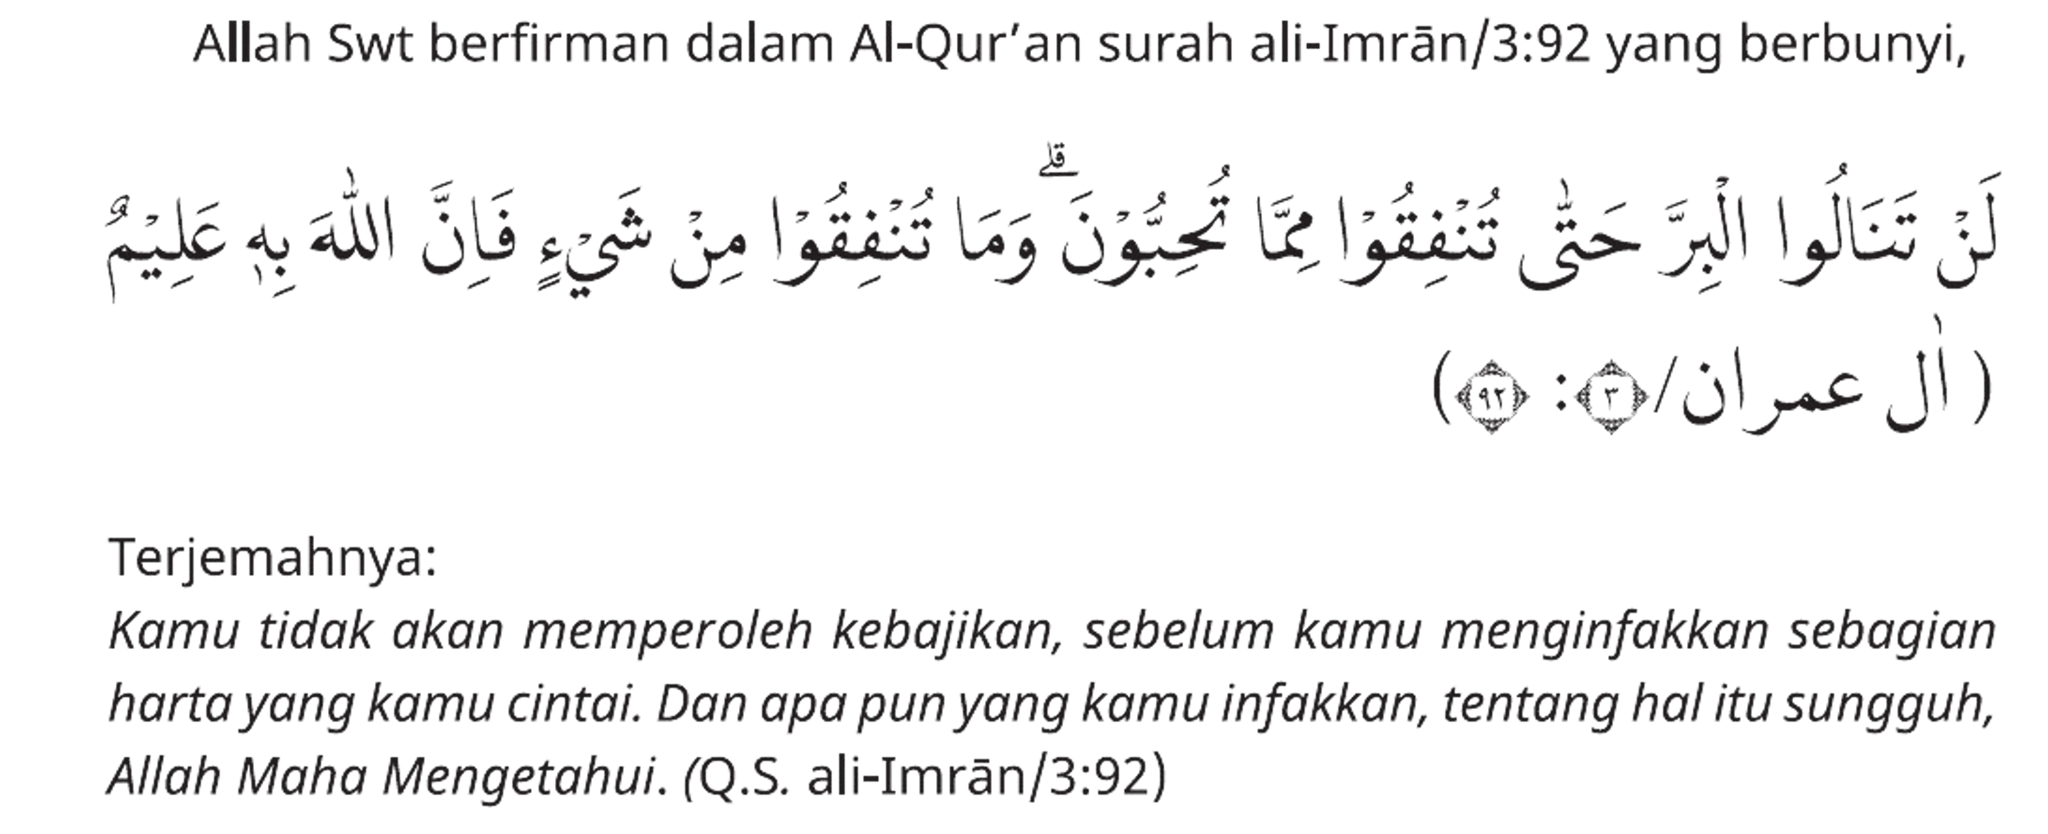 Allah Swt berfirman dalam Al-Qur’an surah ali-Imrān/3:92 yang berbunyi,
لَنْ تَنَالُوا الْبِرَّ حَتّٰى تُنْفِقُوْا مِمَّا تُحِبُّوْنَ ۗوَمَا تُنْفِقُوْا مِنْ شَيْءٍ فَاِنَّ اللّٰهَ بِهٖ عَلِيْمٌ
( اٰل عمران/٣: ٩٢)
Terjemahnya:
Kamu tidak akan memperoleh kebajikan, sebelum kamu menginfakkan sebagian
harta yang kamu cintai. Dan apa pun yang kamu infakkan, tentang hal itu sungguh,
Allah Maha Mengetahui. (Q.S. ali-Imrān/3:92)